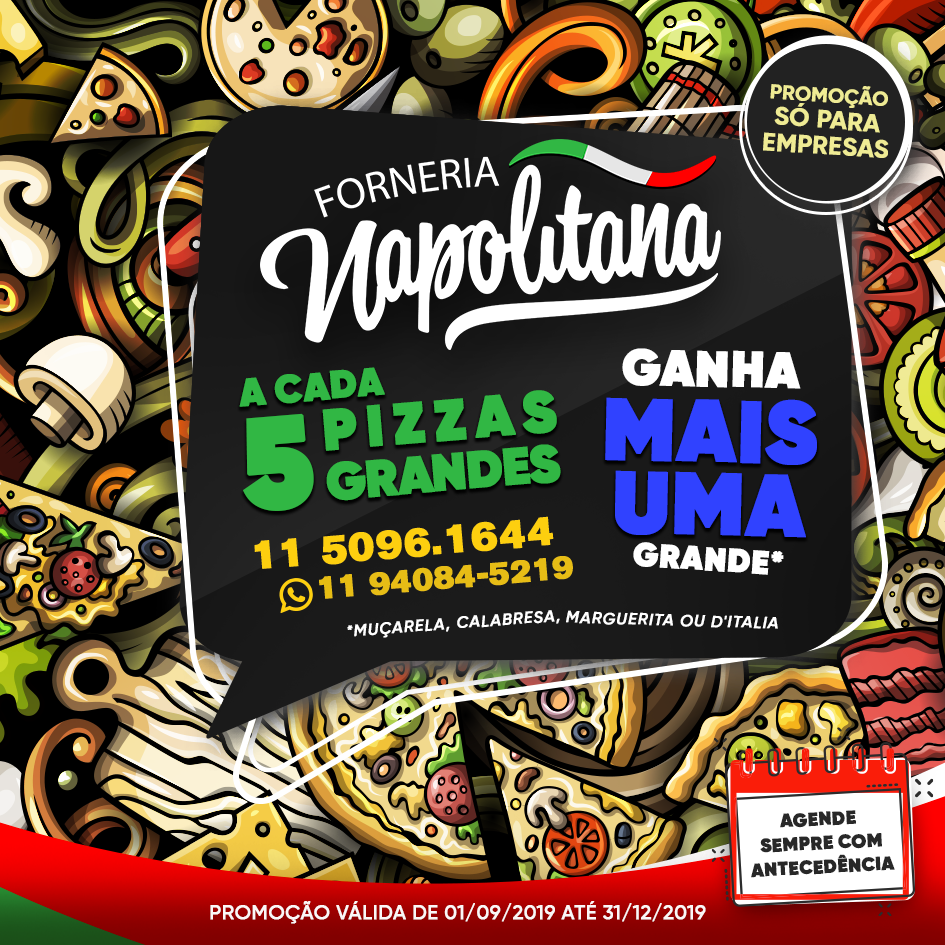 PROMOÇÃO
SÓ PARA
EMPRESAS
FORNERIA
Napolitana
A CADA
5 PIZZAS
GRANDES
GANHA
MAIS
UMA
GRANDE*
11 5096.1644
11 94084-5219
*MUÇARELA, CALABRESA, MARGUERITA OU D'ITALIA
AGENDE
SEMPRE COM
ANTECEDÊNCIA
PROMOÇÃO VÁLIDA DE 01/09/2019 ATÉ 31/12/2019